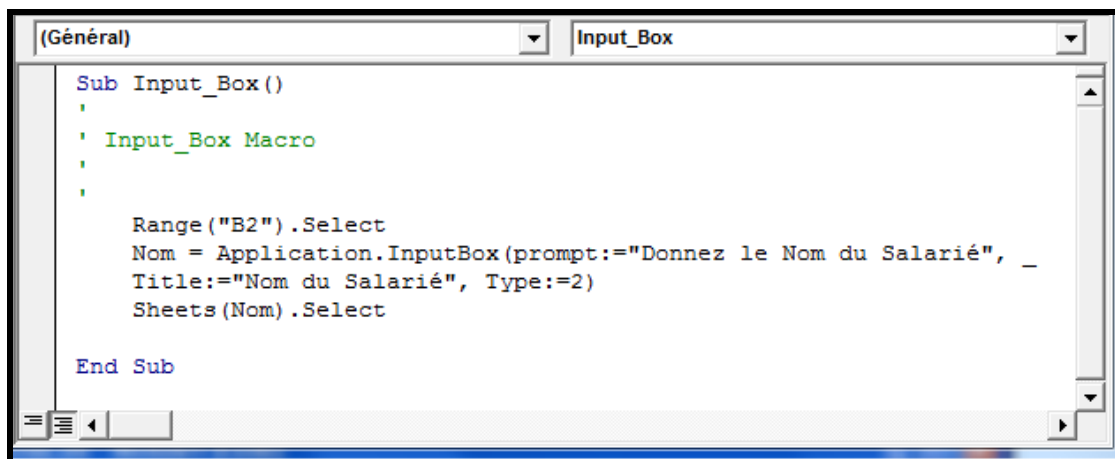 (Général) Input_Box
Sub Input_Box()
'
' Input_Box Macro
'
'
Range("B2").Select
Nom = Application.InputBox(prompt:="Donnez le Nom du Salarié", _
Title:="Nom du Salarié", Type:=2)
Sheets(Nom).Select
End Sub